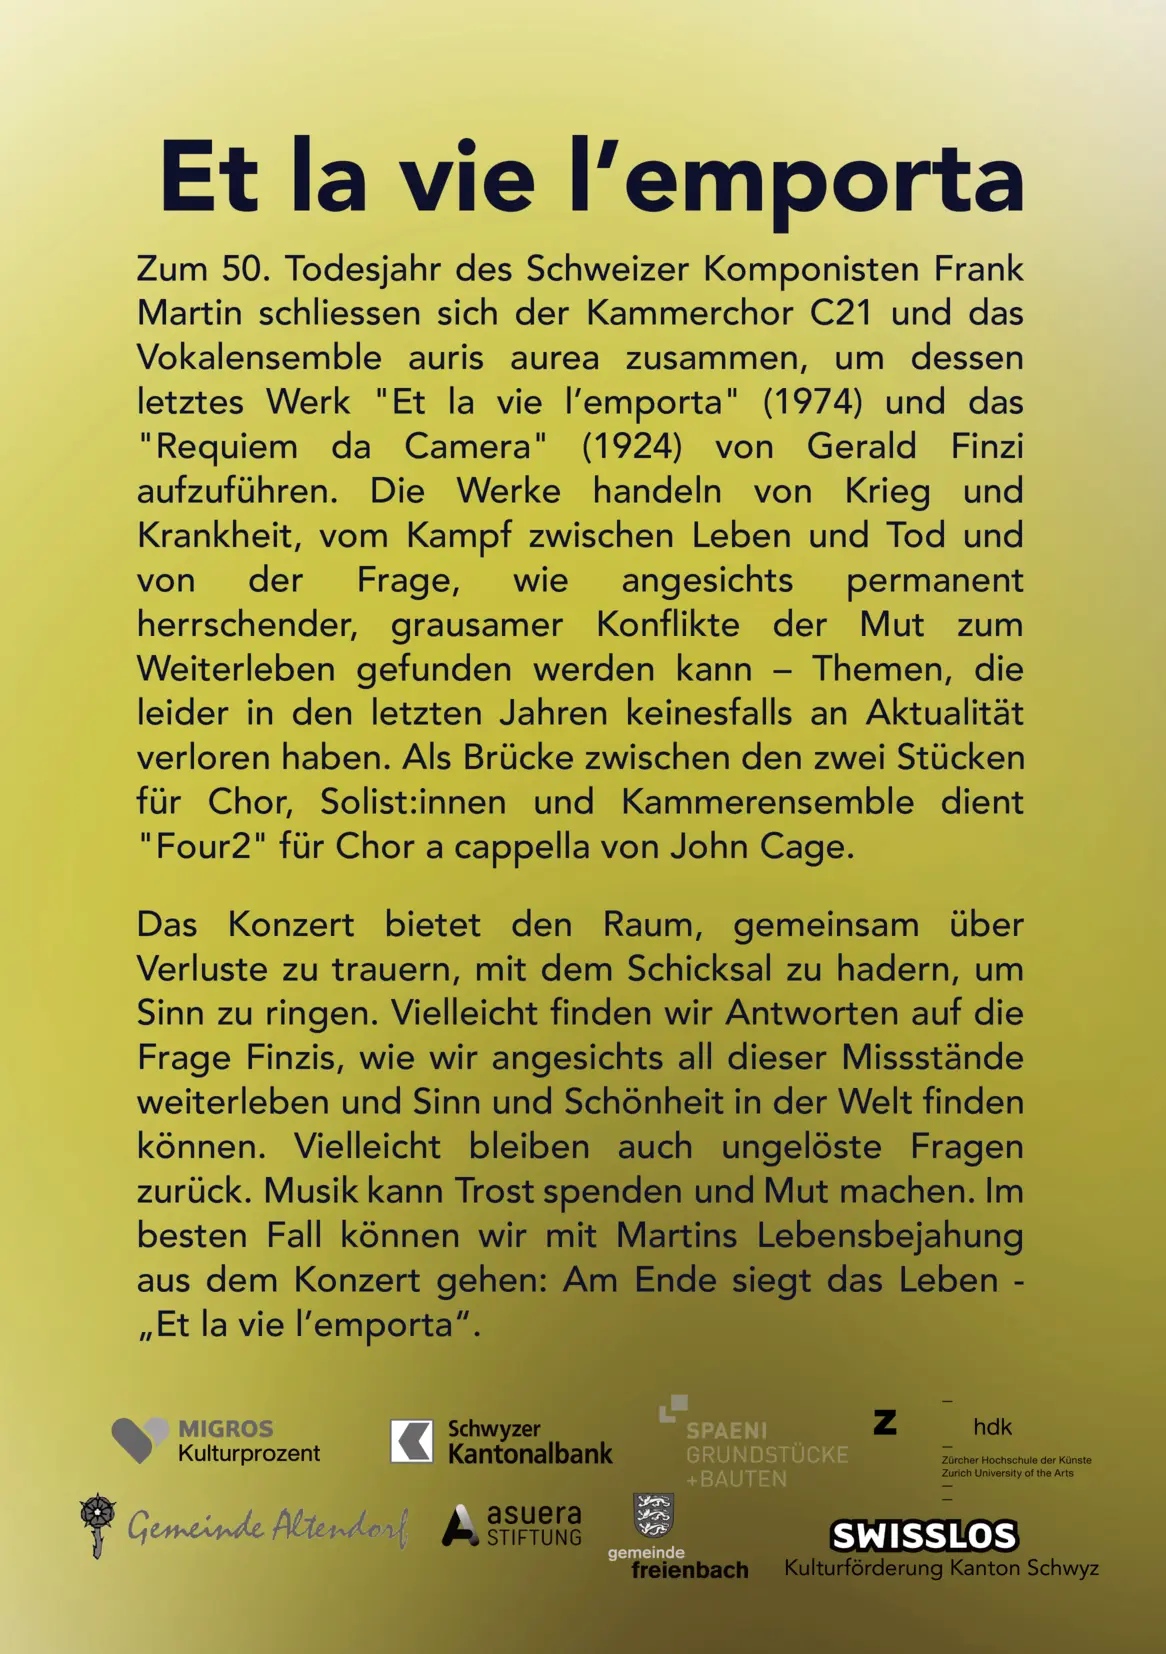 Et la vie l’emporta
Zum 50. Todesjahr des Schweizer Komponisten Frank
Martin schliessen sich der Kammerchor C21 und das
Vokalensemble auris aurea zusammen, um dessen
letztes Werk "Et la vie l’emporta" (1974) und das
"Requiem da Camera" (1924) von Gerald Finzi
aufzuführen. Die Werke handeln von Krieg und
Krankheit, vom Kampf zwischen Leben und Tod und
von der Frage, wie angesichts permanent
herrschender, grausamer Konflikte der Mut zum
Weiterleben gefunden werden kann – Themen, die
leider in den letzten Jahren keinesfalls an Aktualität
verloren haben. Als Brücke zwischen den zwei Stücken
für Chor, Solist:innen und Kammerensemble dient
"Four2" für Chor a cappella von John Cage.
Das Konzert bietet den Raum, gemeinsam über
Verluste zu trauern, mit dem Schicksal zu hadern, um
Sinn zu ringen. Vielleicht finden wir Antworten auf die
Frage Finzis, wie wir angesichts all dieser Missstände
weiterleben und Sinn und Schönheit in der Welt finden
können. Vielleicht bleiben auch ungelöste Fragen
zurück. Musik kann Trost spenden und Mut machen. Im
besten Fall können wir mit Martins Lebensbejahung
aus dem Konzert gehen: Am Ende siegt das Leben -
„Et la vie l’emporta“.
MIGROS
Kulturprozent
Schwyzer
Kantonalbank
SPAENI
GRUNDSTÜCKE
+BAUTEN
Z hdk
Zürcher Hochschule der Künste
Zurich University of the Arts
Gemeinde Altendorf
asuera
STIFTUNG
gemeinde
freienbach
SWISSLOS
Kulturförderung Kanton Schwyz